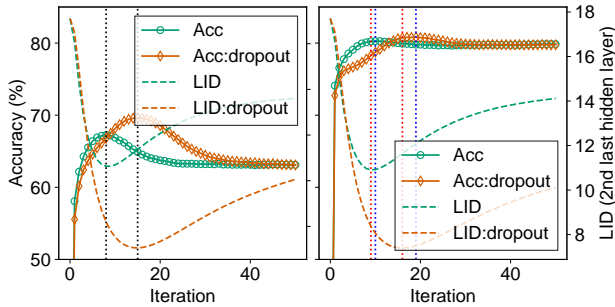 Accuracy (%)
80
70
60
50
Acc
Acc:dropout
LID
LID:dropout
0
20
40
Iteration
Acc
Acc:dropout
LID
LID:dropout
0
20
40
Iteration
18
16
14
12
10
8
LID (2nd last hidden layer)